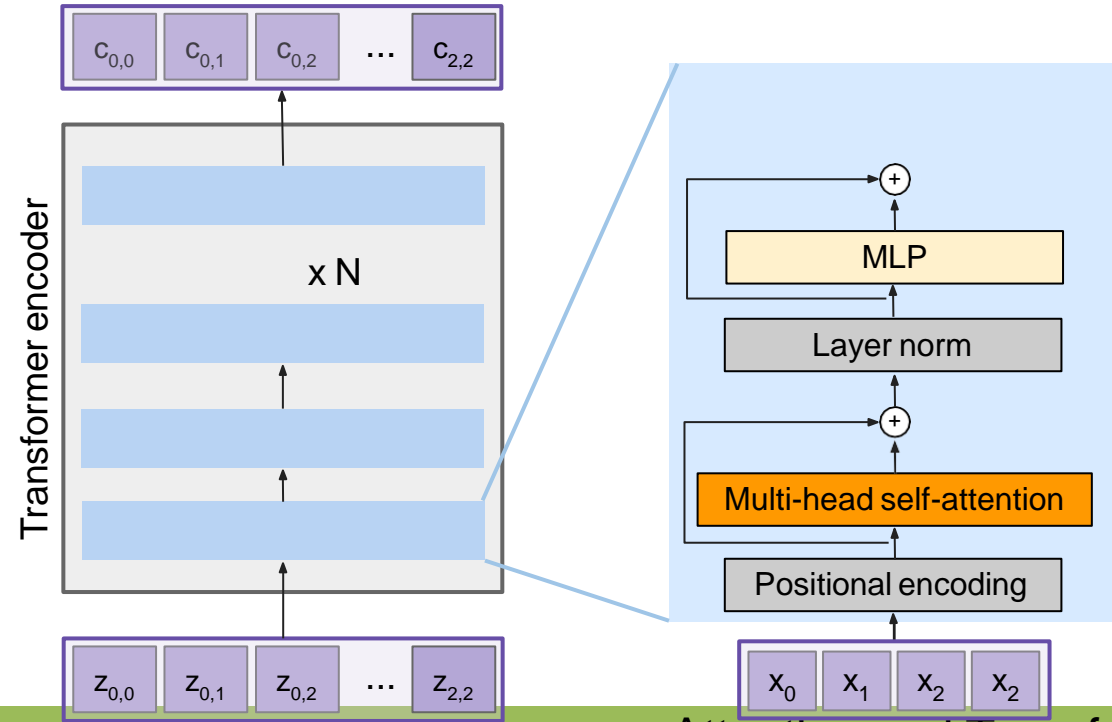 c0,0 c0,1 c0,2 ... c2,2
Transformer encoder
x N
z0,0 z0,1 z0,2 ... z2,2
+
MLP
Layer norm
+
Multi-head self-attention
Positional encoding
x0 x1 x2 x2